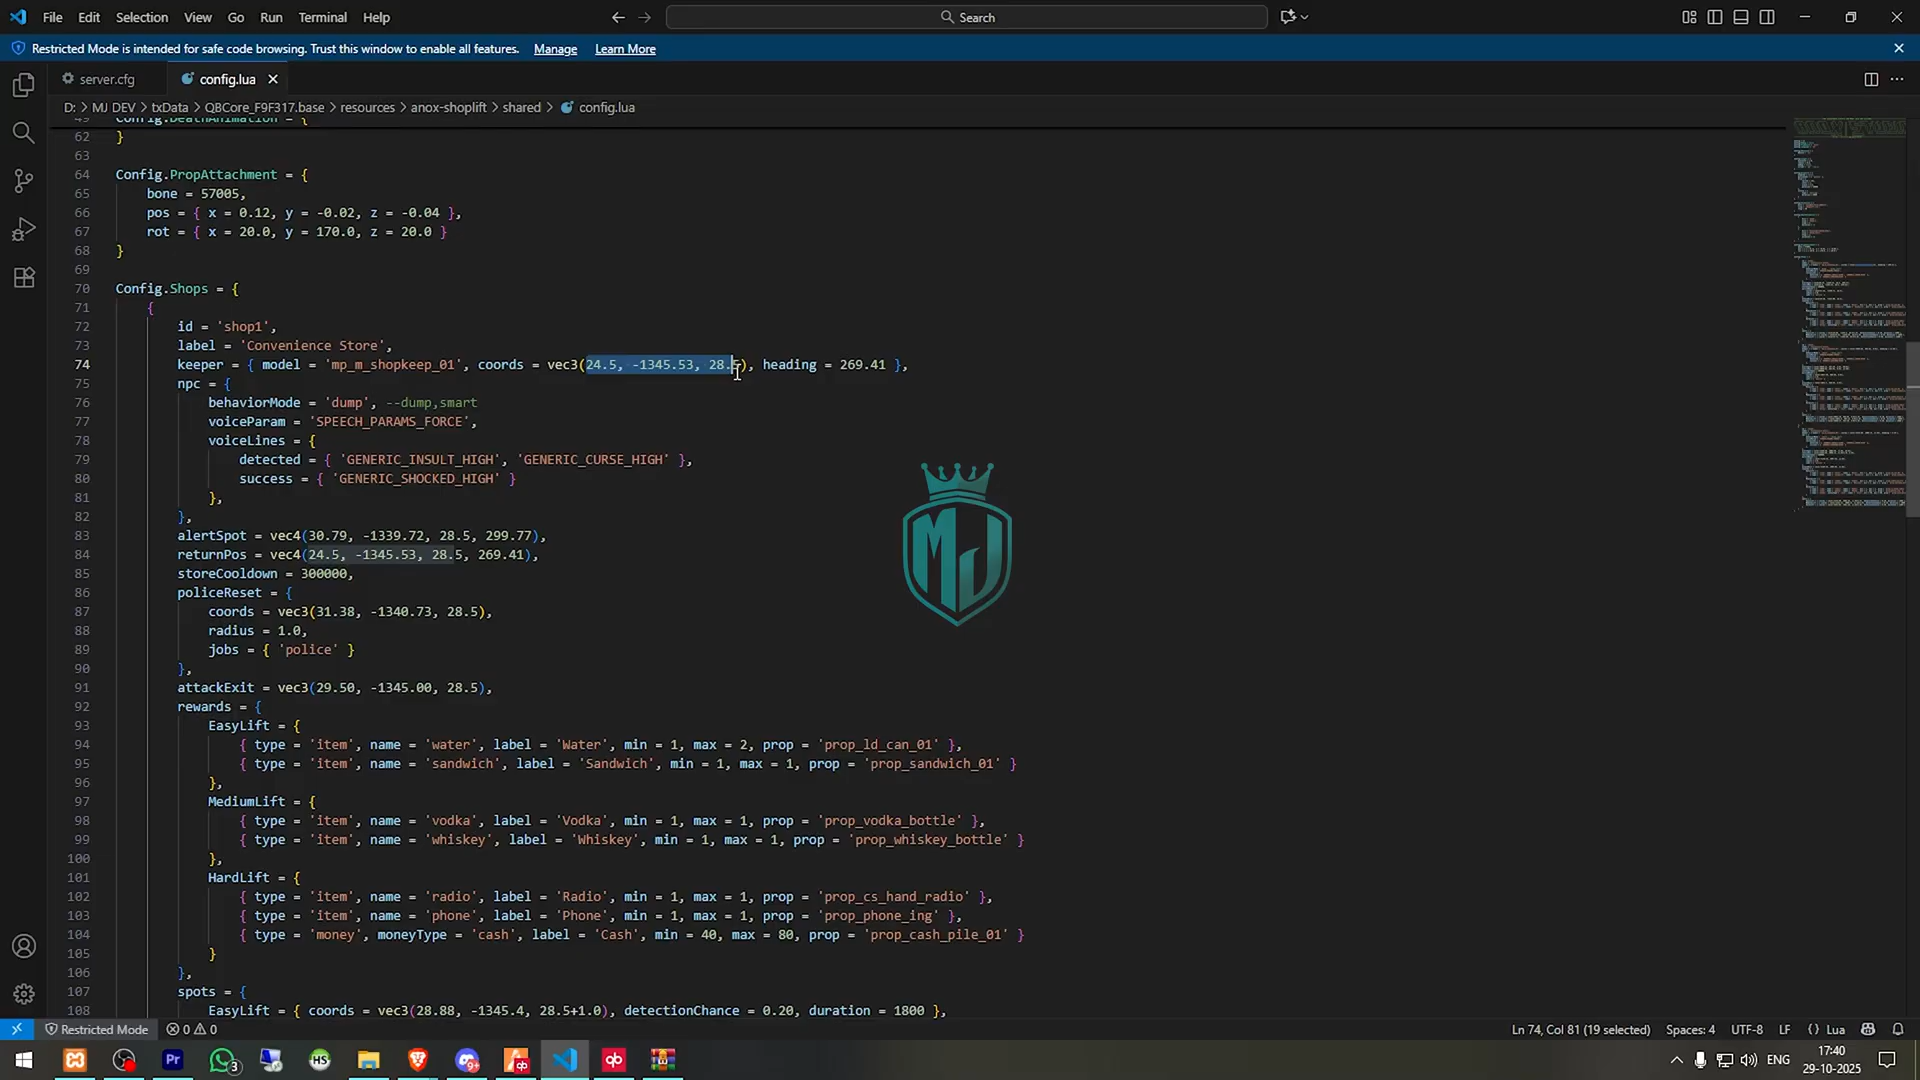 File Edit Selection View Go Run Terminal Help
Search
Restricted Mode is intended for safe code browsing. Trust this window to enable all features. Manage Learn More
server.cfg config.lua
D: > MJ DEV > txData > QBCore_F9F317.base > resources > anox-shoplift > shared > config.lua
49 Config.DeathAnimation = {
62 }
63
64 Config.PropAttachment = {
65 bone = 57005,
66 pos = { x = 0.12, y = -0.02, z = -0.04 },
67 rot = { x = 20.0, y = 170.0, z = 20.0 }
68 }
69
70 Config.Shops = {
71 {
72 id = 'shop1',
73 label = 'Convenience Store',
74 keeper = { model = 'mp_m_shopkeep_01', coords = vec3(24.5, -1345.53, 28.5), heading = 269.41 },
75 npc = {
76 behaviorMode = 'dump', --dump,smart
77 voiceParam = 'SPEECH_PARAMS_FORCE',
78 voiceLines = {
79 detected = { 'GENERIC_INSULT_HIGH', 'GENERIC_CURSE_HIGH' },
80 success = { 'GENERIC_SHOCKED_HIGH' }
81 },
82 },
83 alertSpot = vec4(30.79, -1339.72, 28.5, 299.77),
84 returnPos = vec4(24.5, -1345.53, 28.5, 269.41),
85 storeCooldown = 300000,
86 policeReset = {
87 coords = vec3(31.38, -1340.73, 28.5),
88 radius = 1.0,
89 jobs = { 'police' }
90 },
91 attackExit = vec3(29.50, -1345.00, 28.5),
92 rewards = {
93 EasyLift = {
94 { type = 'item', name = 'water', label = 'Water', min = 1, max = 2, prop = 'prop_ld_can_01' },
95 { type = 'item', name = 'sandwich', label = 'Sandwich', min = 1, max = 1, prop = 'prop_sandwich_01' }
96 },
97 MediumLift = {
98 { type = 'item', name = 'vodka', label = 'Vodka', min = 1, max = 1, prop = 'prop_vodka_bottle' },
99 { type = 'item', name = 'whiskey', label = 'Whiskey', min = 1, max = 1, prop = 'prop_whiskey_bottle' }
100 },
101 HardLift = {
102 { type = 'item', name = 'radio', label = 'Radio', min = 1, max = 1, prop = 'prop_cs_hand_radio' },
103 { type = 'item', name = 'phone', label = 'Phone', min = 1, max = 1, prop = 'prop_phone_ing' },
104 { type = 'money', moneyType = 'cash', label = 'Cash', min = 40, max = 80, prop = 'prop_cash_pile_01' }
105 }
106 },
107 spots = {
108 EasyLift = { coords = vec3(28.88, -1345.4, 28.5+1.0), detectionChance = 0.20, duration = 1800 },
MJ
Restricted Mode 0 0 Ln 74, Col 81 (19 selected) Spaces: 4 UTF-8 LF {} Lua
Pr 3 HS 9+ qb qb ENG 17:40
29-10-2025